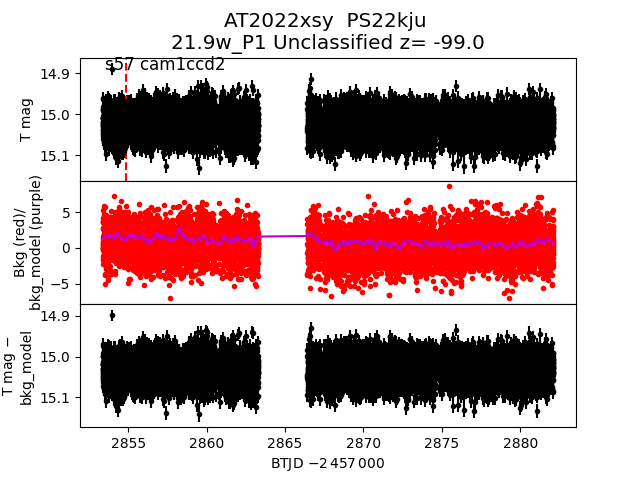 AT2022xsy  PS22kju
21.9w_P1 Unclassified z= -99.0
s57 cam1ccd2
14.9
15.0
15.1
T mag
5
0
−5
Bkg (red)/
bkg_model (purple)
14.9
15.0
15.1
T mag −
bkg_model
2855 2860 2865 2870 2875 2880
BTJD −2 457 000